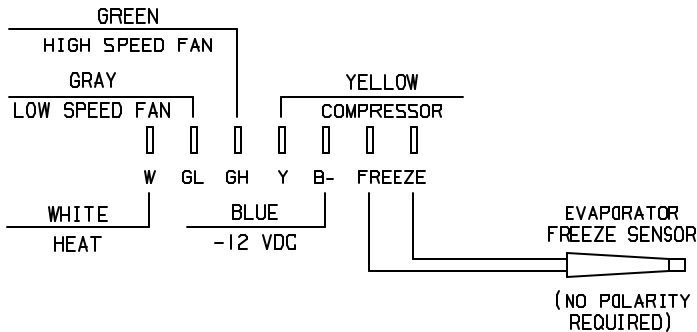 GREEN
HIGH SPEED FAN
GRAY
LOW SPEED FAN
YELLOW
COMPRESSOR
W GL GH Y B- FREEZE
WHITE
HEAT
BLUE
-12 VDC
EVAPORATOR
FREEZE SENSOR
(NO POLARITY
REQUIRED)